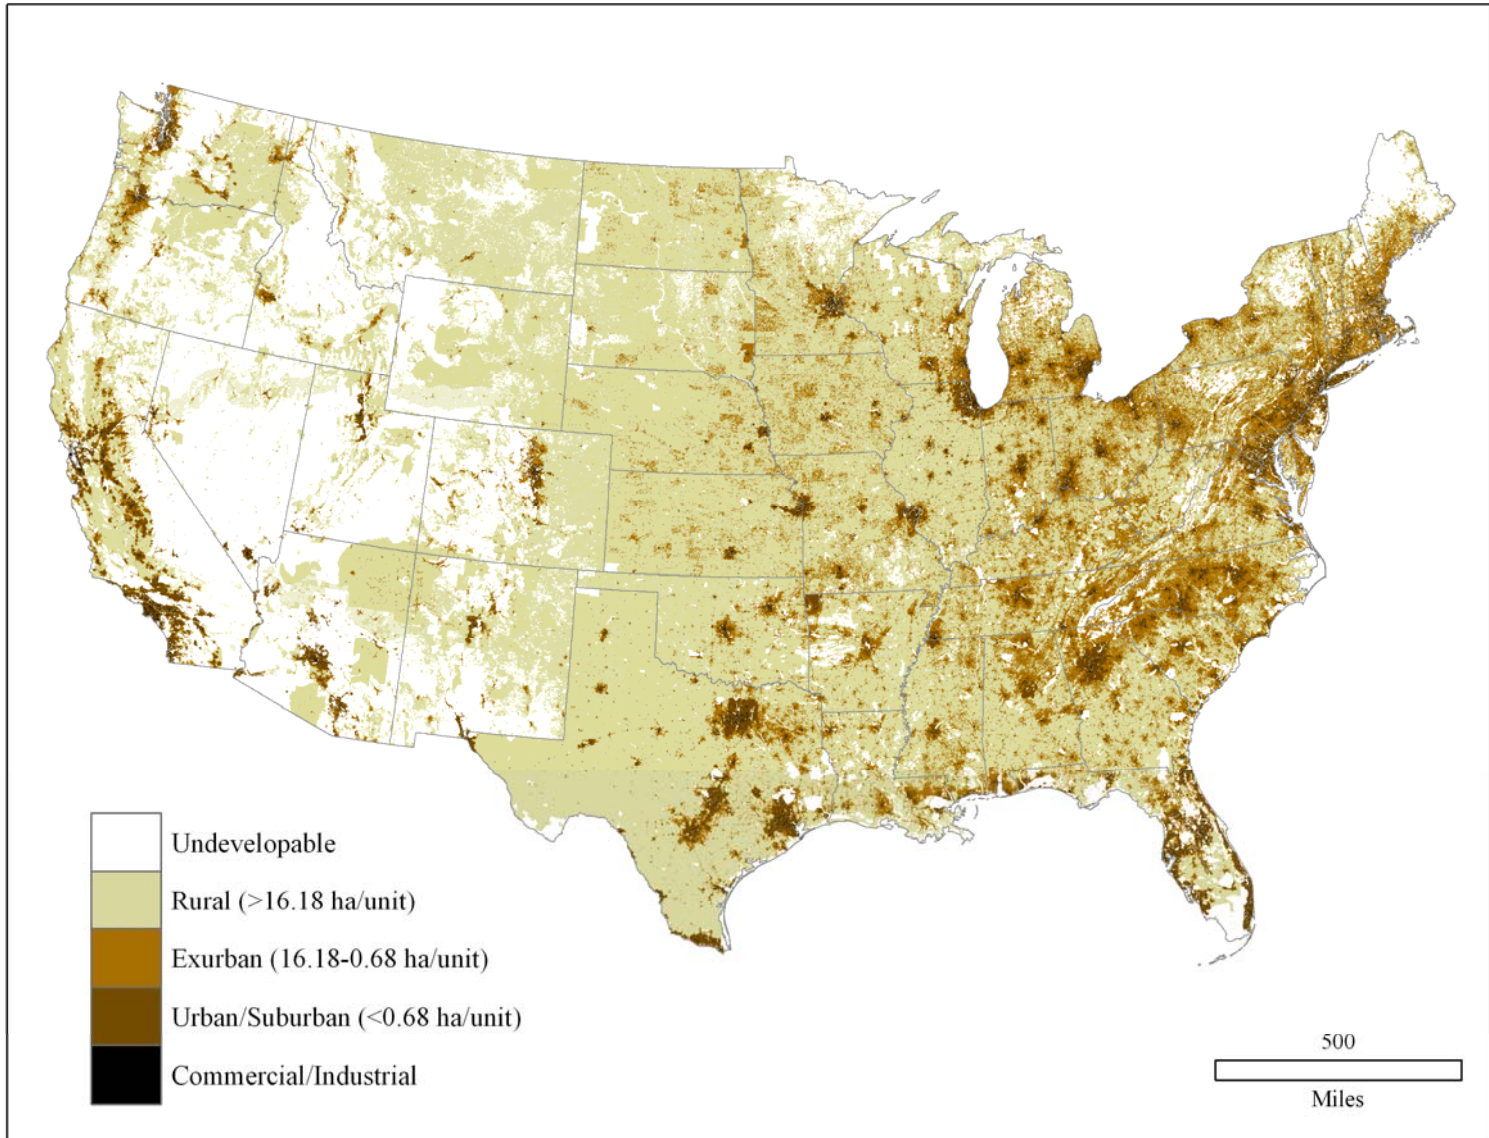 Undevelopable
Rural (>16.18 ha/unit)
Exurban (16.18-0.68 ha/unit)
Urban/Suburban (<0.68 ha/unit)
Commercial/Industrial
500
Miles